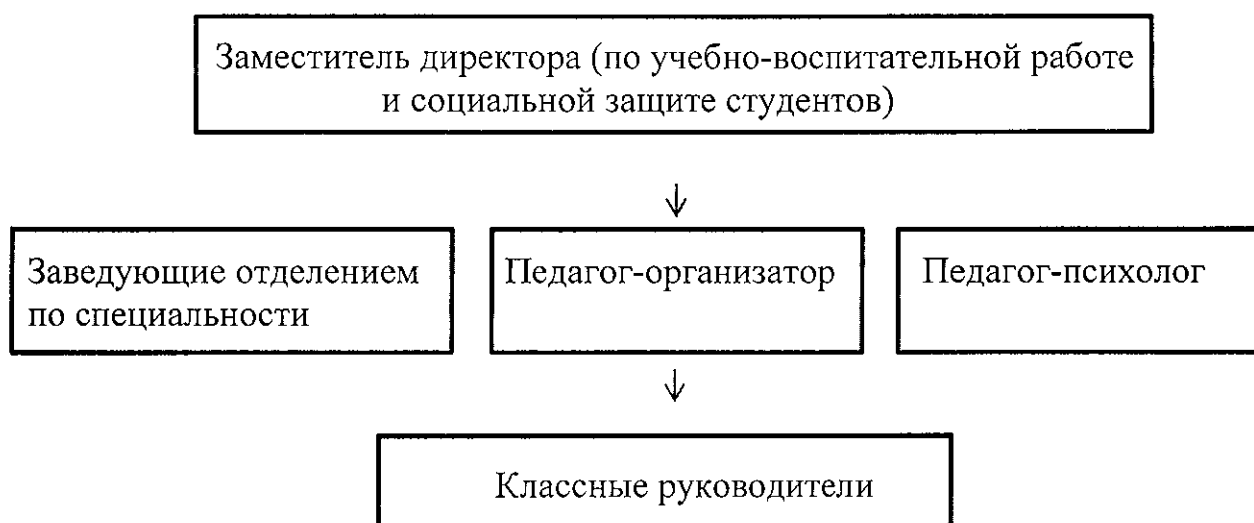 Заместитель директора (по учебно-воспитательной работе
и социальной защите студентов)
Заведующие отделением
по специальности
Педагог-организатор
Педагог-психолог
Классные руководители